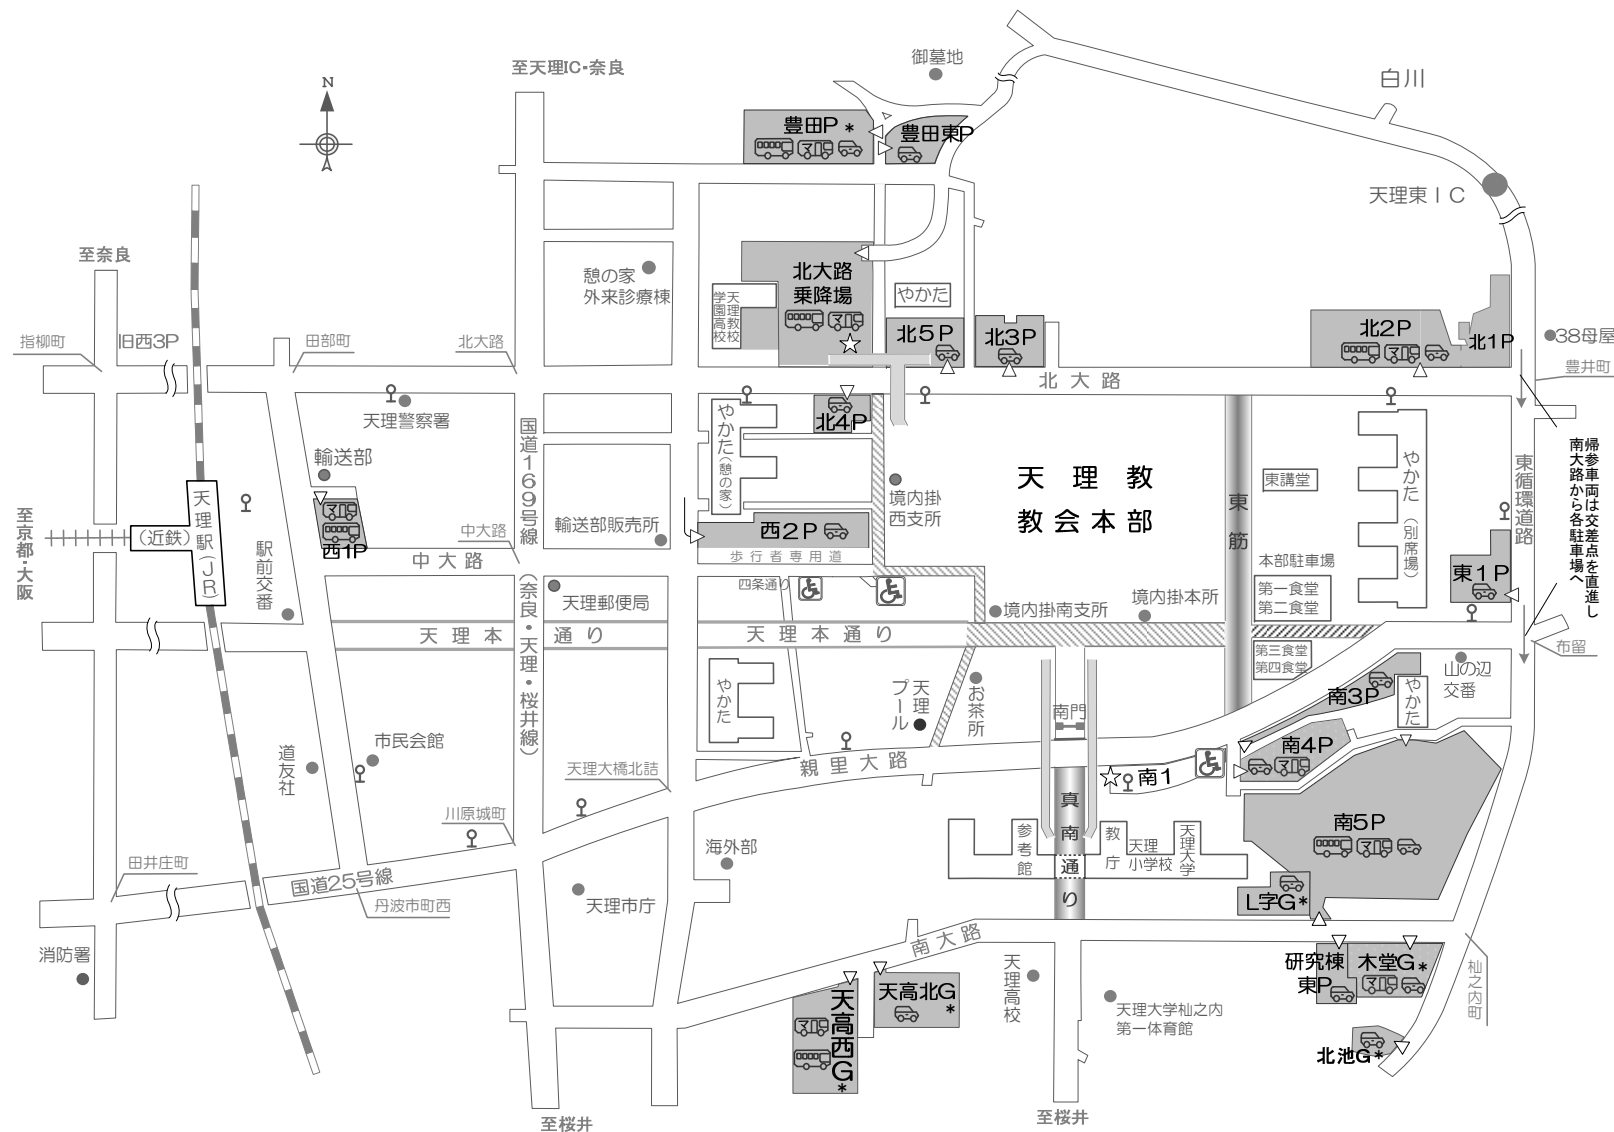 至天理IC・奈良
御墓地
白川
N
豊田P *
豊田東P
天理東IC
至奈良
憩の家
外来診療棟
北大路
乗降場
天理教校
学園高校
やかた
北5P
北3P
北2P
北1P
38母屋
指柳町
旧西3P
田部町
北大路
北大路
豊井町
天理警察署
北4P
やかた(憩の家)
国道169号線(奈良・天理・桜井線)
輸送部
天理教
教会本部
東筋
東講堂
やかた(別席場)
東循環道路
帰参車両は交差点を直進し
南大路から各駐車場へ
境内掛
西支所
至京都・大阪
(近鉄)
天理駅(JR)
西1P
中大路
中大路
輸送部販売所
西2P
歩行者専用道
駅前交番
四条通り
天理郵便局
本部駐車場
第一食堂
第二食堂
東1P
境内掛南支所
境内掛本所
天理本通り
天理本通り
第三食堂
第四食堂
布留
山の辺
交番
やかた
天理
プール
お茶所
南門
南3P
やかた
道友社
市民会館
天理大橋北詰
親里大路
南1
南4P
川原城町
真南通り
南5P
田井庄町
国道25号線
丹波市町西
海外部
参考館
教庁
天理
小学校
天理大学
天理市庁
L字G*
消防署
南大路
天理高校
天高北G
*
天高西G
*
研究棟
東P
木堂G*
杣之内町
天理大学杣之内
第一体育館
北池G*
至桜井
至桜井